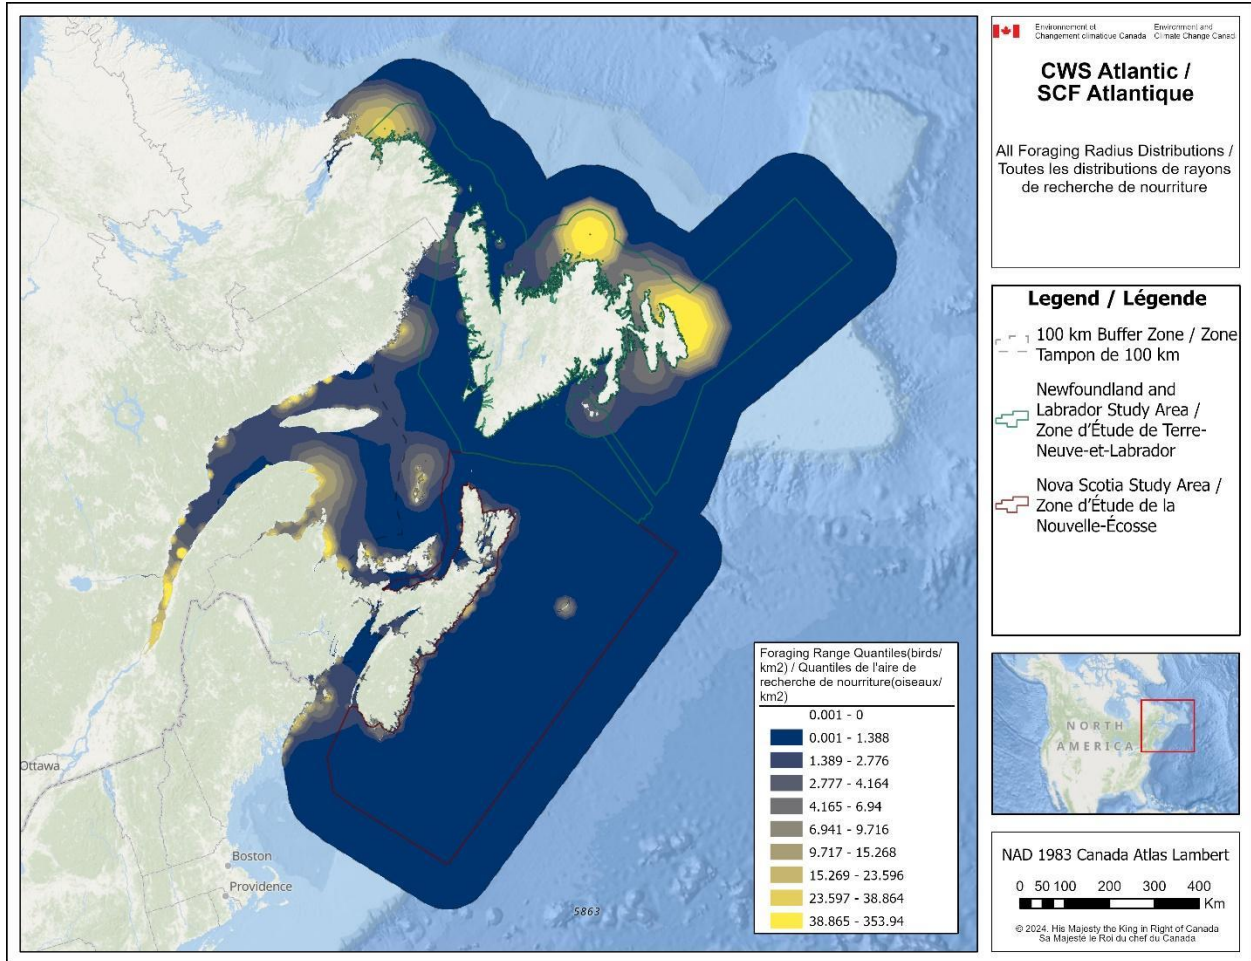 Environnement et
Changement climatique Canada
Environment and
Climate Change Canad
CWS Atlantic /
SCF Atlantique
All Foraging Radius Distributions /
Toutes les distributions de rayons
de recherche de nourriture
Legend / Légende
100 km Buffer Zone / Zone
Tampon de 100 km
Newfoundland and
Labrador Study Area /
Zone d'Étude de Terre-
Neuve-et-Labrador
Nova Scotia Study Area /
Zone d'Étude de la
Nouvelle-Écosse
Foraging Range Quantiles(birds/
km2) / Quantiles de l'aire de
recherche de nourriture(oiseaux/
km2)
0.001 - 0
0.001 - 1.388
1.389 - 2.776
2.777 - 4.164
4.165 - 6.94
6.941 - 9.716
9.717 - 15.268
15.269 - 23.596
23.597 - 38.864
38.865 - 353.94
Ottawa
Boston
Providence
5863
NORTH
AMERICA
NAD 1983 Canada Atlas Lambert
0 50 100 200 300 400
Km
© 2024. His Majesty the King in Right of Canada
Sa Majesté le Roi du chef du Canada